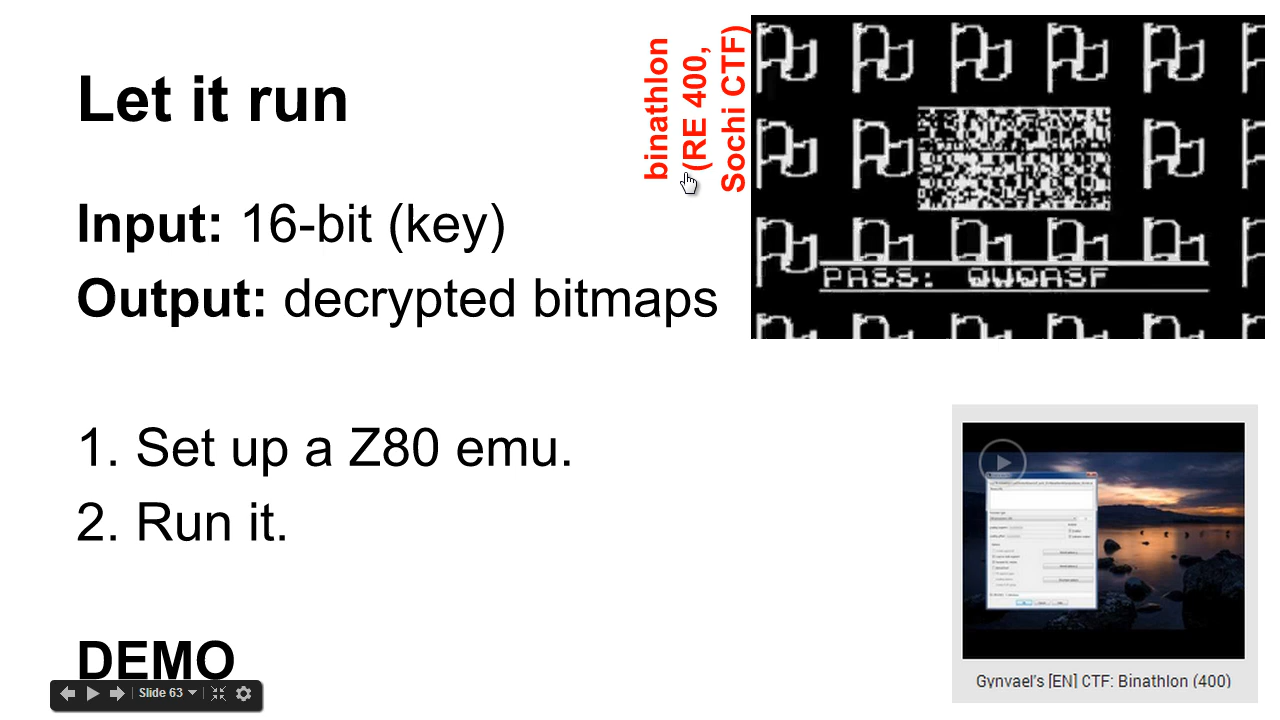 Let it run
binathlon
(RE 400,
Sochi CTF)
Input: 16-bit (key)
Output: decrypted bitmaps
PASS: QWQASF
1. Set up a Z80 emu.
2. Run it.
DEMO
Gynvael's [EN] CTF: Binathlon (400)
Slide 63